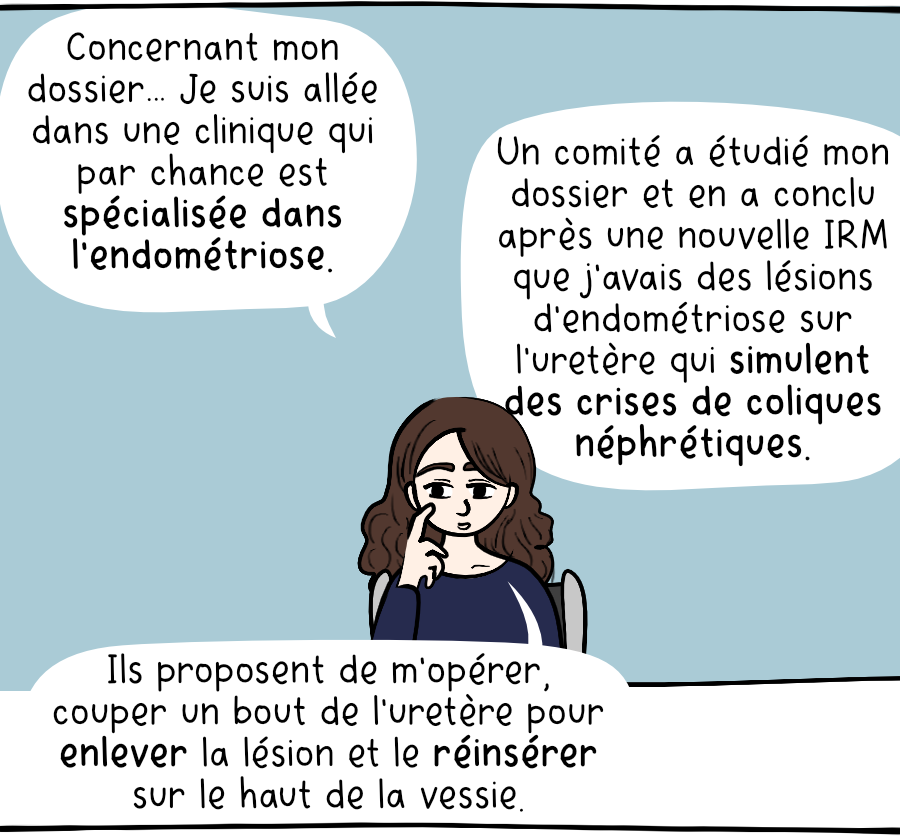 Concernant mon
dossier... Je suis allée
dans une clinique qui
par chance est
spécialisée dans
l'endométriose.
Un comité a étudié mon
dossier et en a conclu
après une nouvelle IRM
que j'avais des lésions
d'endométriose sur
l'uretère qui simulent
des crises de coliques
néphrétiques.
Ils proposent de m'opérer,
couper un bout de l'uretère pour
enlever la lésion et le réinsérer
sur le haut de la vessie.